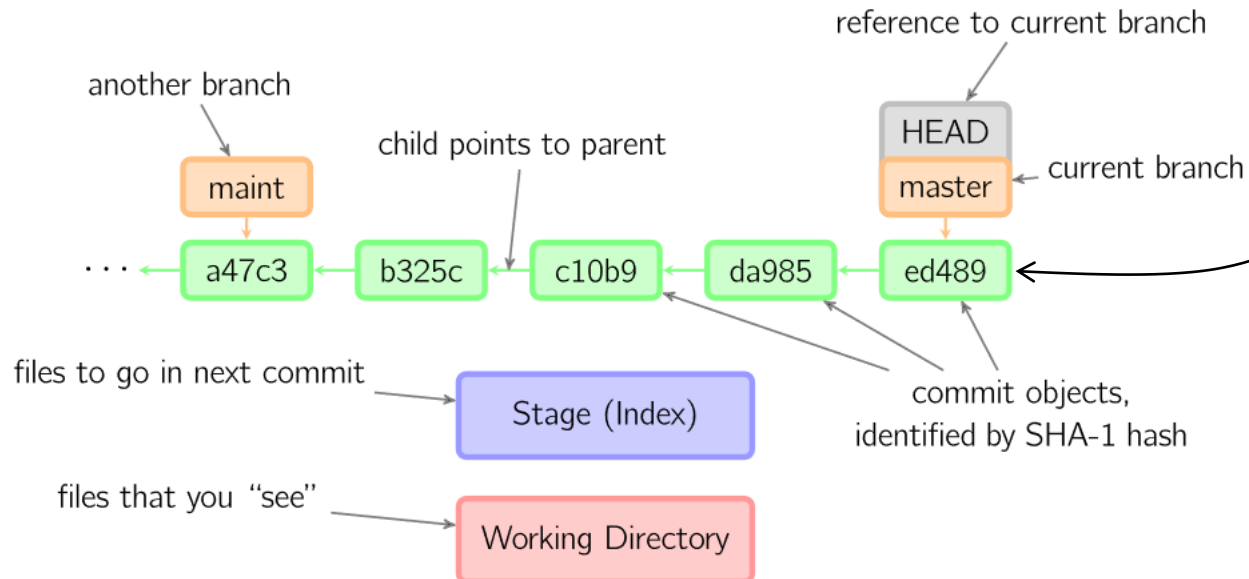 reference to current branch
another branch
HEAD
child points to parent
maint
master
current branch
...
a47c3
b325c
c10b9
da985
ed489
files to go in next commit
Stage (Index)
commit objects,
identified by SHA-1 hash
files that you “see”
Working Directory